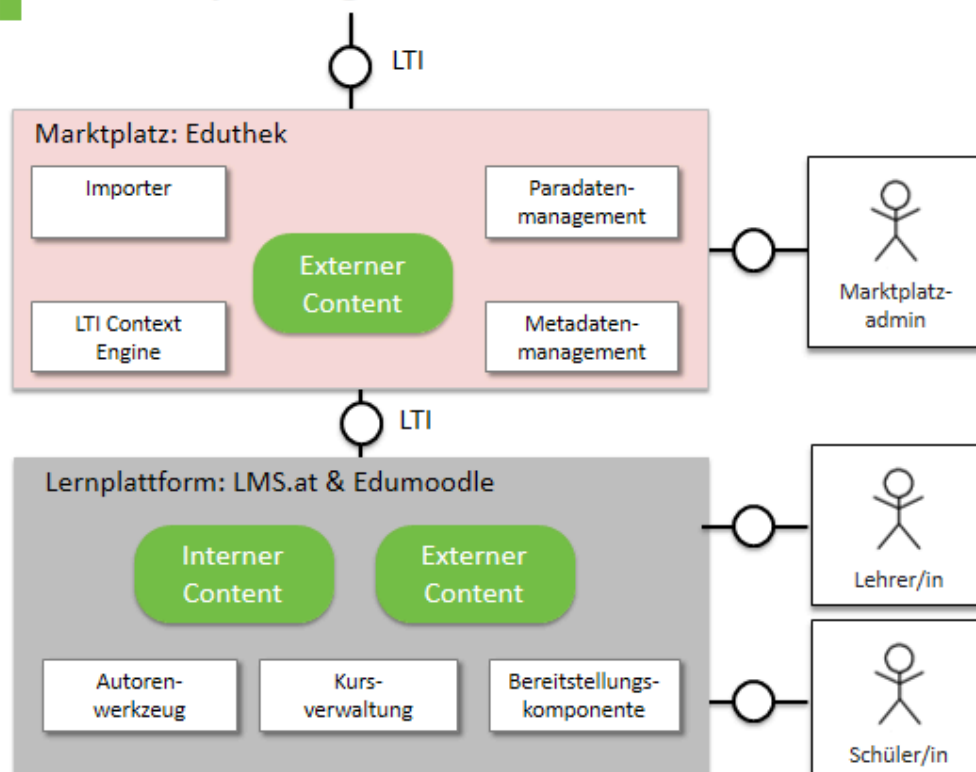 LTI
Marktplatz: Eduthek
Importer
Paradaten-
management
Externer
Content
LTI Context
Engine
Metadaten-
management
Marktplatz-
admin
LTI
Lernplattform: LMS.at & Edumoodle
Interner
Content
Externer
Content
Lehrer/in
Autoren-
werkzeug
Kurs-
verwaltung
Bereitstellungs-
komponente
Schüler/in